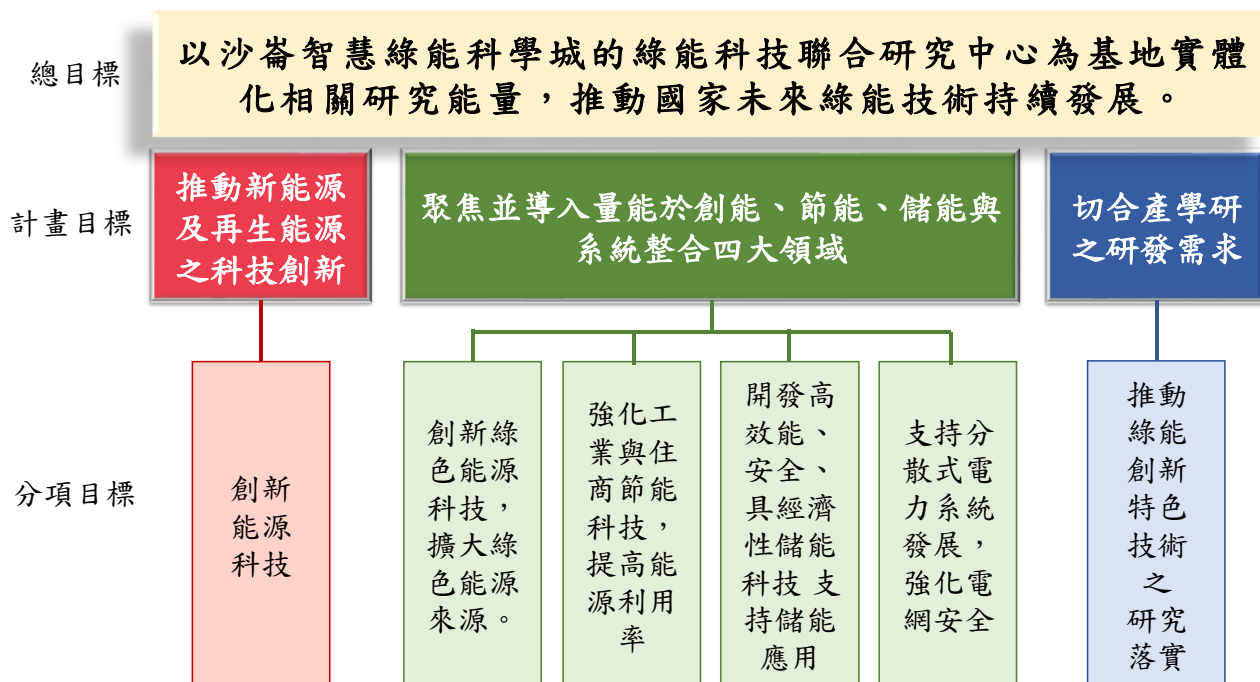 總目標
以沙崙智慧綠能科學城的綠能科技聯合研究中心為基地實體
化相關研究能量，推動國家未來綠能技術持續發展。
計畫目標
推動新能源
及再生能源
之科技創新
聚焦並導入量能於創能、節能、儲能與
系統整合四大領域
切合產學研
之研發需求
分項目標
創新
能源
科技
創新綠
色能源
科技，
擴大綠
色能源
來源。
強化工
業與住
商節能
科技，
提高能
源利用
率
開發高
效能、
安全、
具經濟
性儲能
科技 支
持儲能
應用
支持分
散式電
力系統
發展，
強化電
網安全
推動
綠能
創新
特色
技術
之
研究
落實